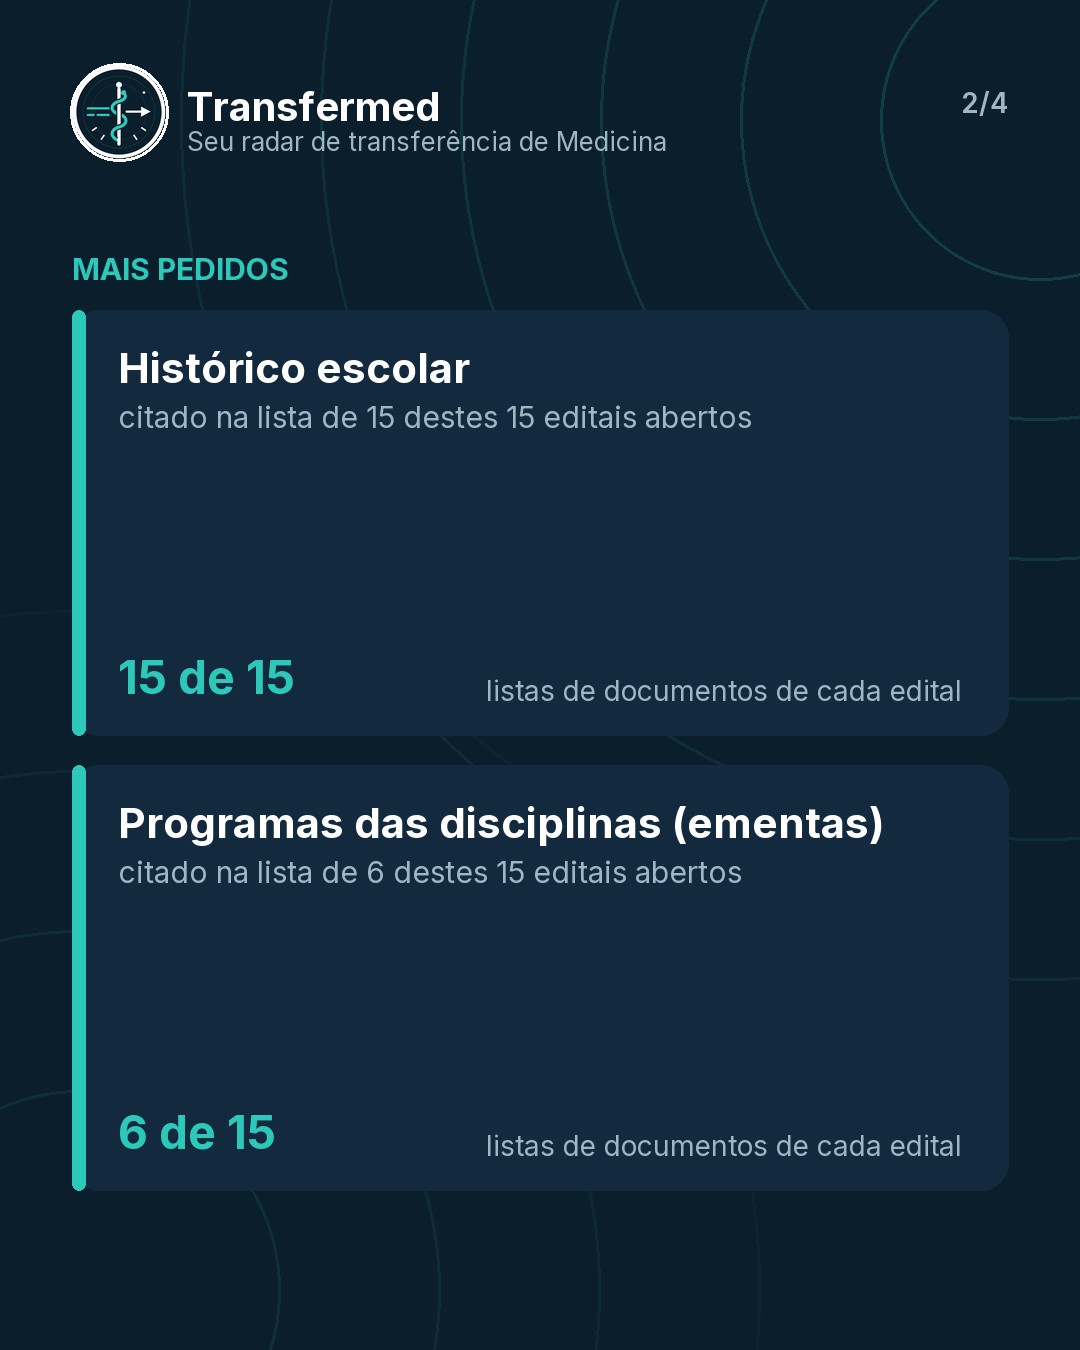 Transfermed
Seu radar de transferência de Medicina
2/4
MAIS PEDIDOS
Histórico escolar
citado na lista de 15 destes 15 editais abertos
15 de 15
listas de documentos de cada edital
Programas das disciplinas (ementas)
citado na lista de 6 destes 15 editais abertos
6 de 15
listas de documentos de cada edital